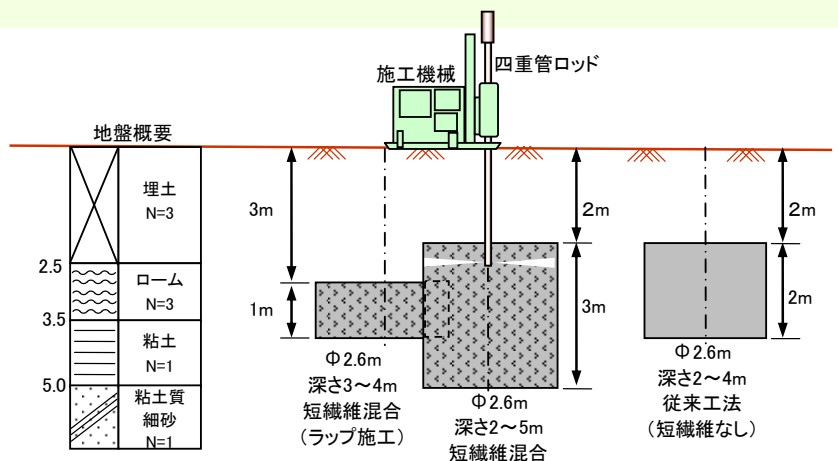 施工機械
四重管ロッド
地盤概要
埋土
N=3
2.5
ローム
N=3
3.5
粘土
N=1
5.0
粘土質
細砂
N=1
3m
1m
Φ2.6m
深さ3～4m
短繊維混合
（ラップ施工）
2m
3m
Φ2.6m
深さ2～5m
短繊維混合
2m
2m
Φ2.6m
深さ2～4m
従来工法
（短繊維なし）